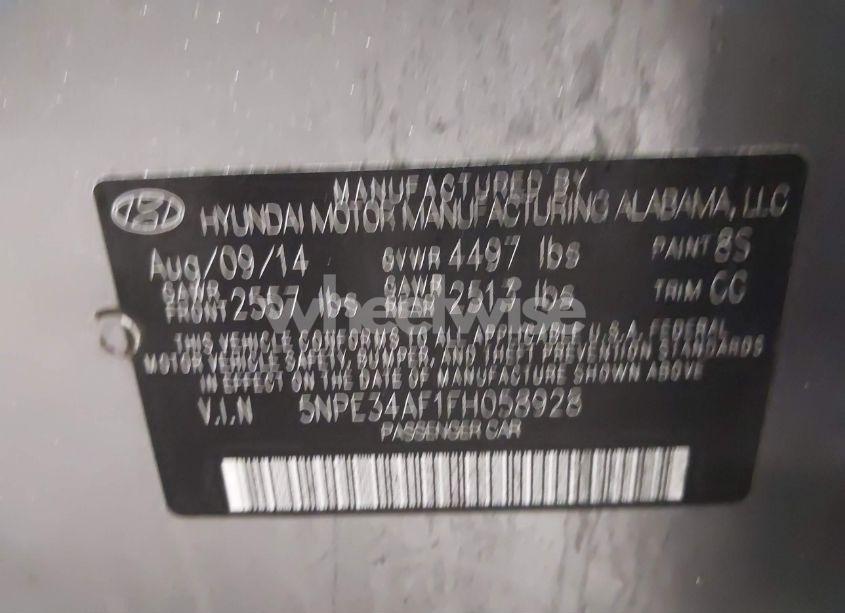 MANUFACTURED BY
HYUNDAI MOTOR MANUFACTURING ALABAMA, LLC
Aug/09/14 GVWR 4497 lbs PAINT 8S
GAWR FRONT 2557 lbs GAWR REAR 2513 lbs TRIM CC
wheelwise
THIS VEHICLE CONFORMS TO ALL APPLICABLE U.S.A. FEDERAL
MOTOR VEHICLE SAFETY, BUMPER, AND THEFT PREVENTION STANDARDS
IN EFFECT ON THE DATE OF MANUFACTURE SHOWN ABOVE
V.I.N 5NPE34AF1FH058928
PASSENGER CAR